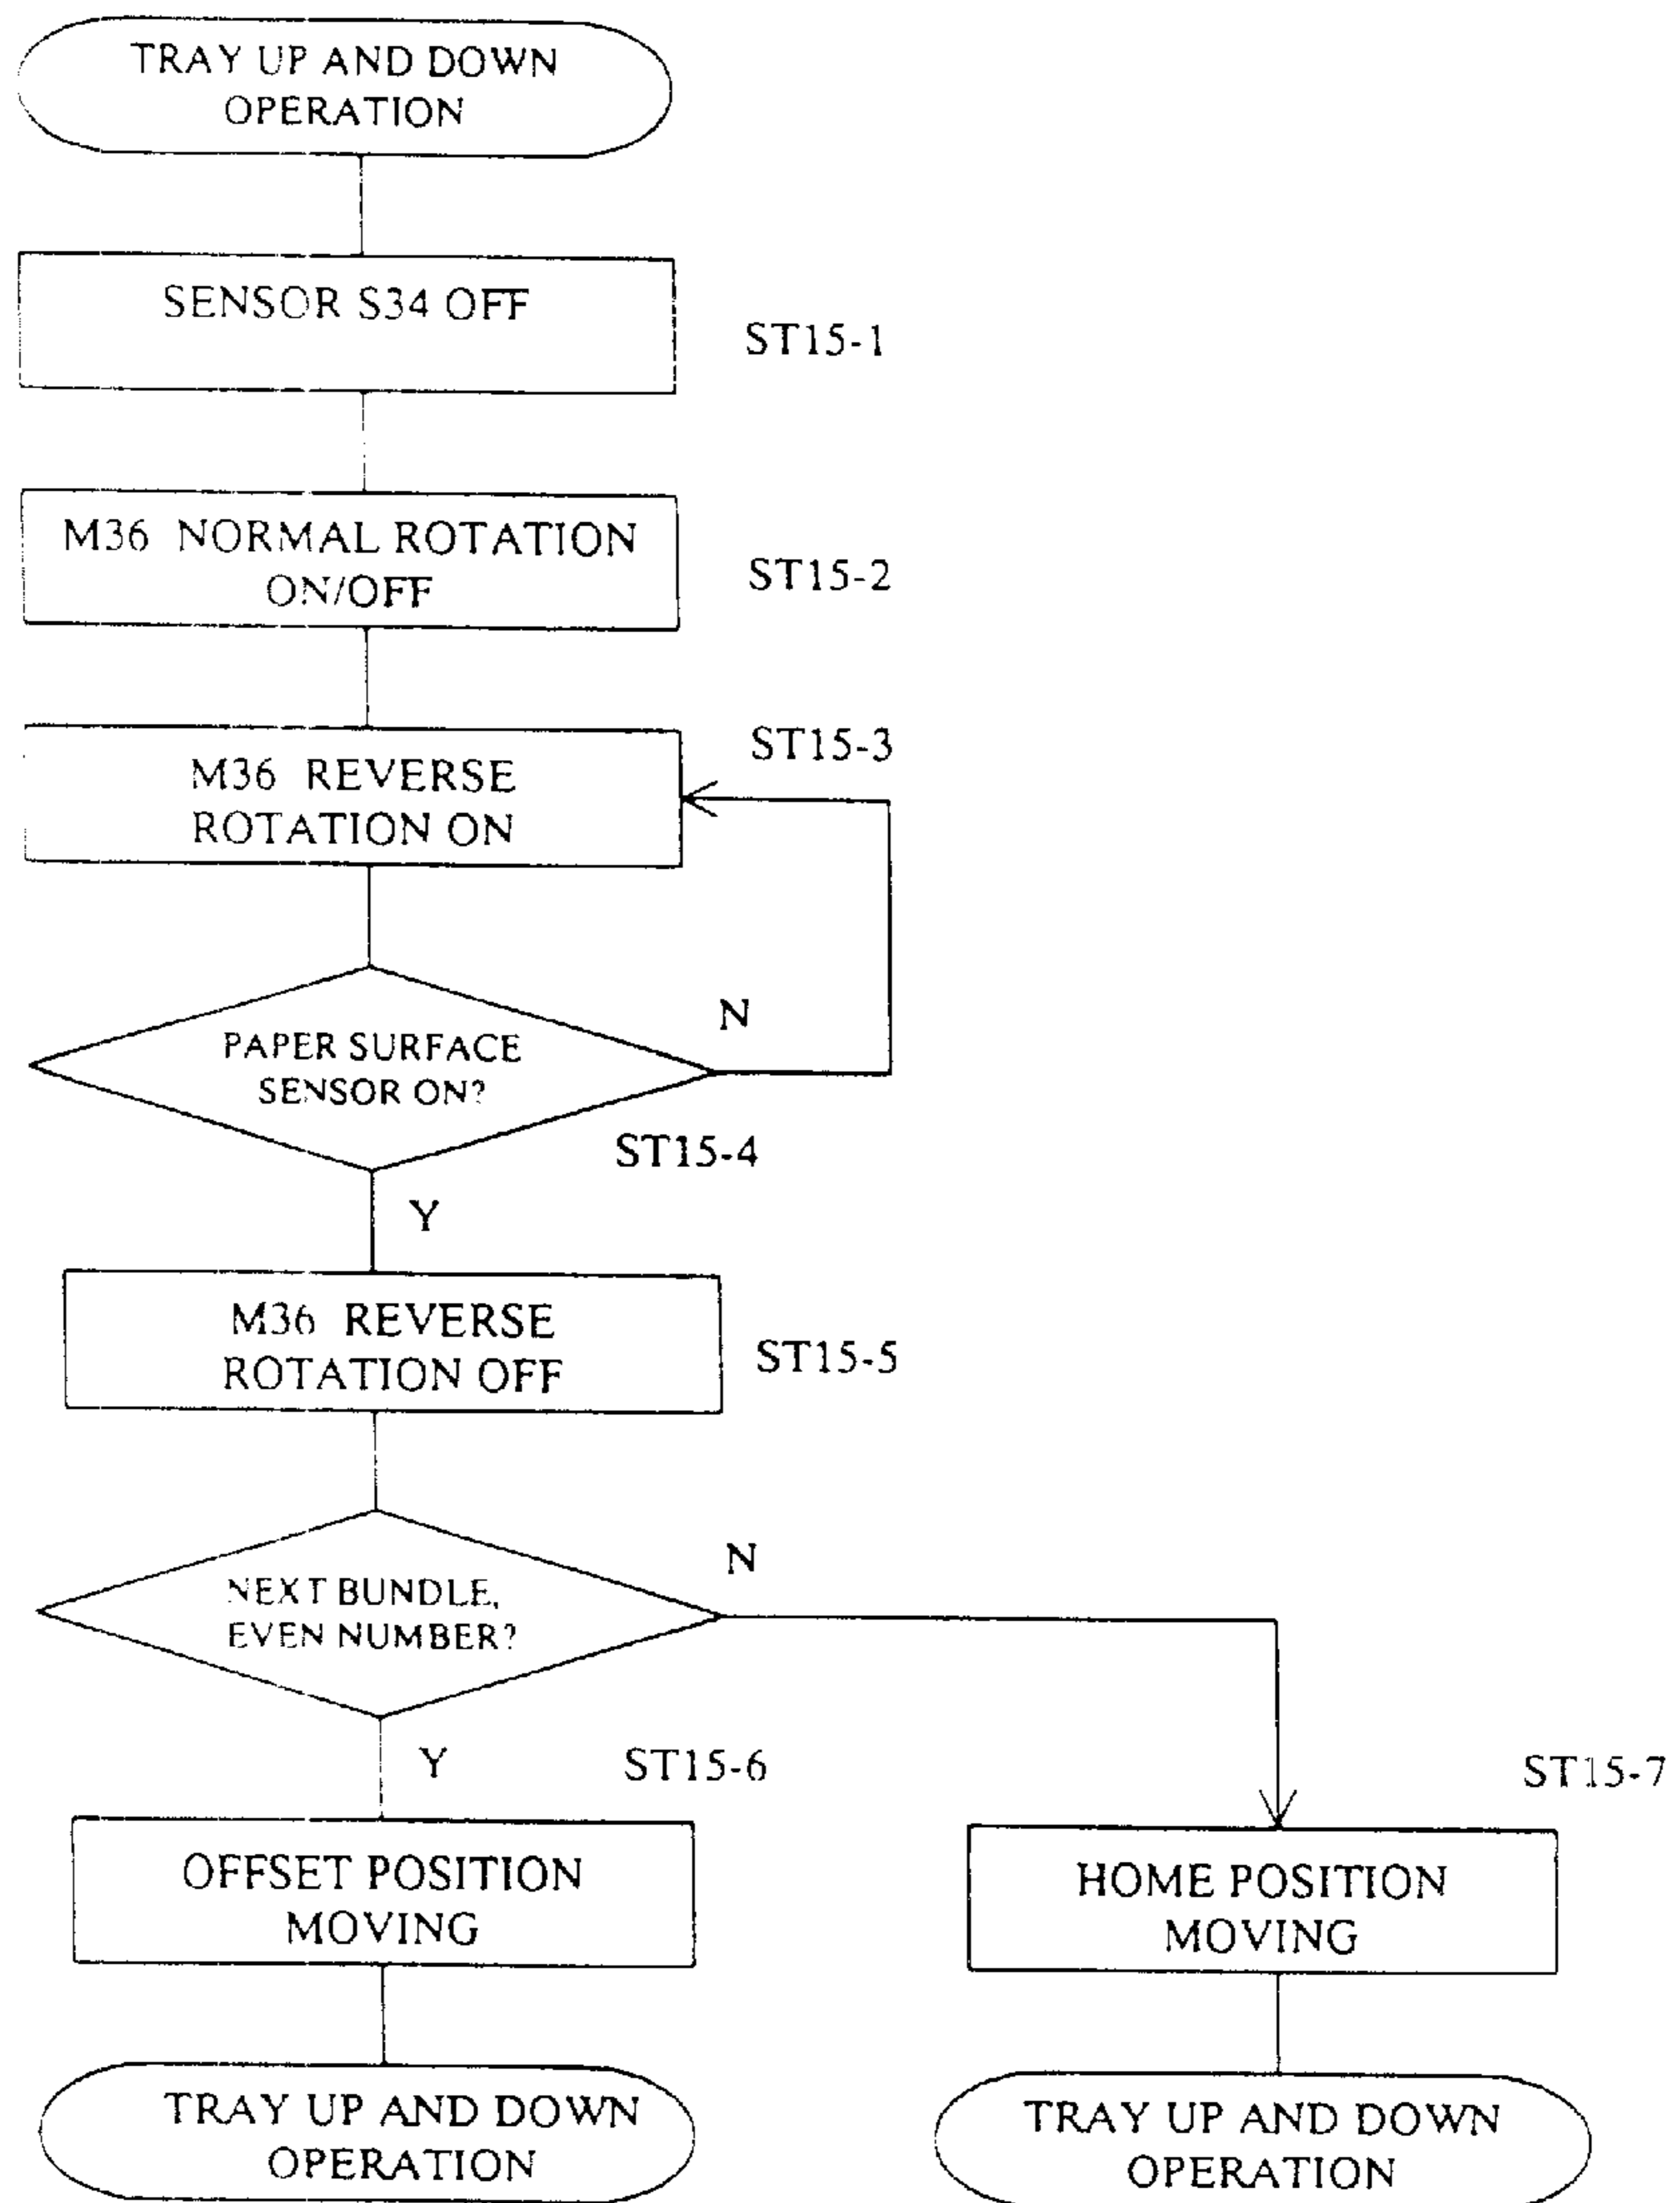 TRAY UP AND DOWN
OPERATION
SENSOR S34 OFF
ST15-1
M36 NORMAL ROTATION
ON/OFF
ST15-2
M36 REVERSE
ROTATION ON
ST15-3
PAPER SURFACE
SENSOR ON?
N
ST15-4
Y
M36 REVERSE
ROTATION OFF
ST15-5
NEXT BUNDLE,
EVEN NUMBER?
N
Y
ST15-6
OFFSET POSITION
MOVING
ST15-7
HOME POSITION
MOVING
TRAY UP AND DOWN
OPERATION
TRAY UP AND DOWN
OPERATION